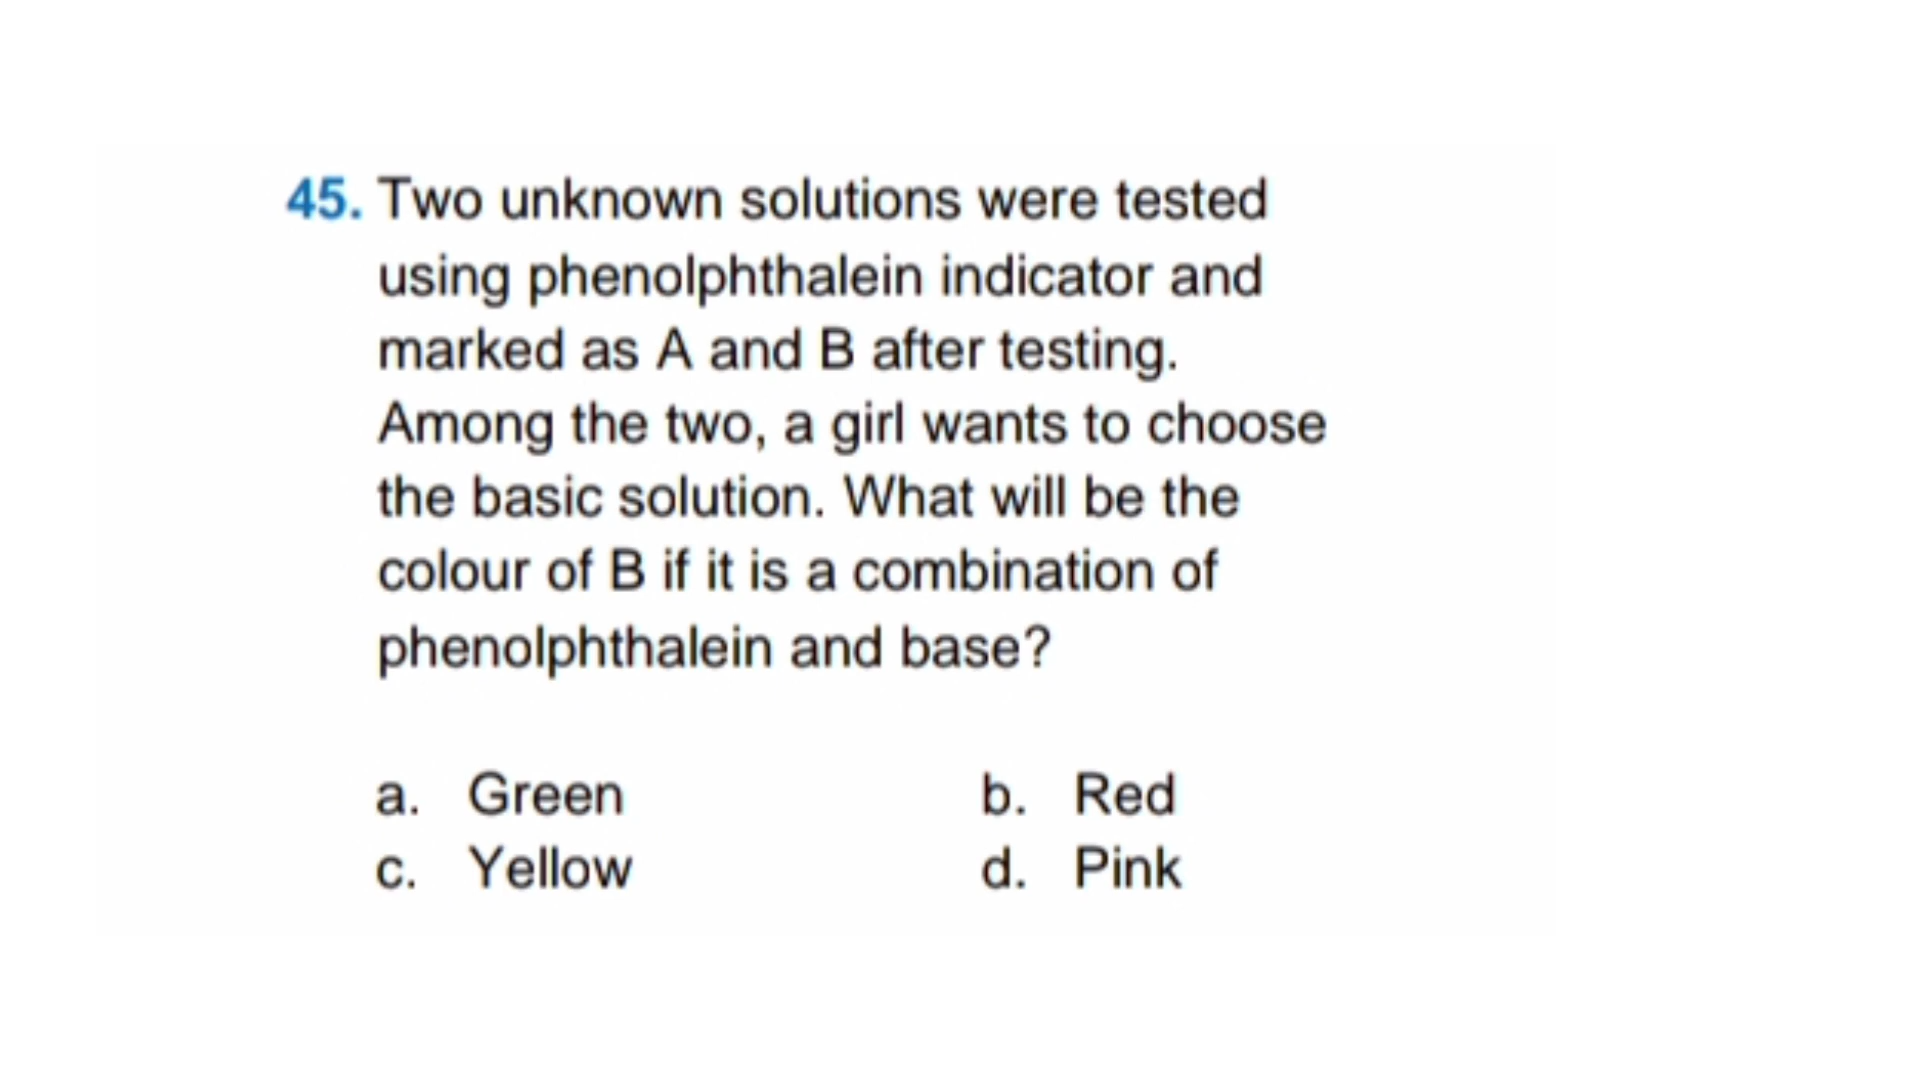 45. Two unknown solutions were tested
using phenolphthalein indicator and
marked as A and B after testing.
Among the two, a girl wants to choose
the basic solution. What will be the
colour of B if it is a combination of
phenolphthalein and base?
a. Green b. Red
c. Yellow d. Pink